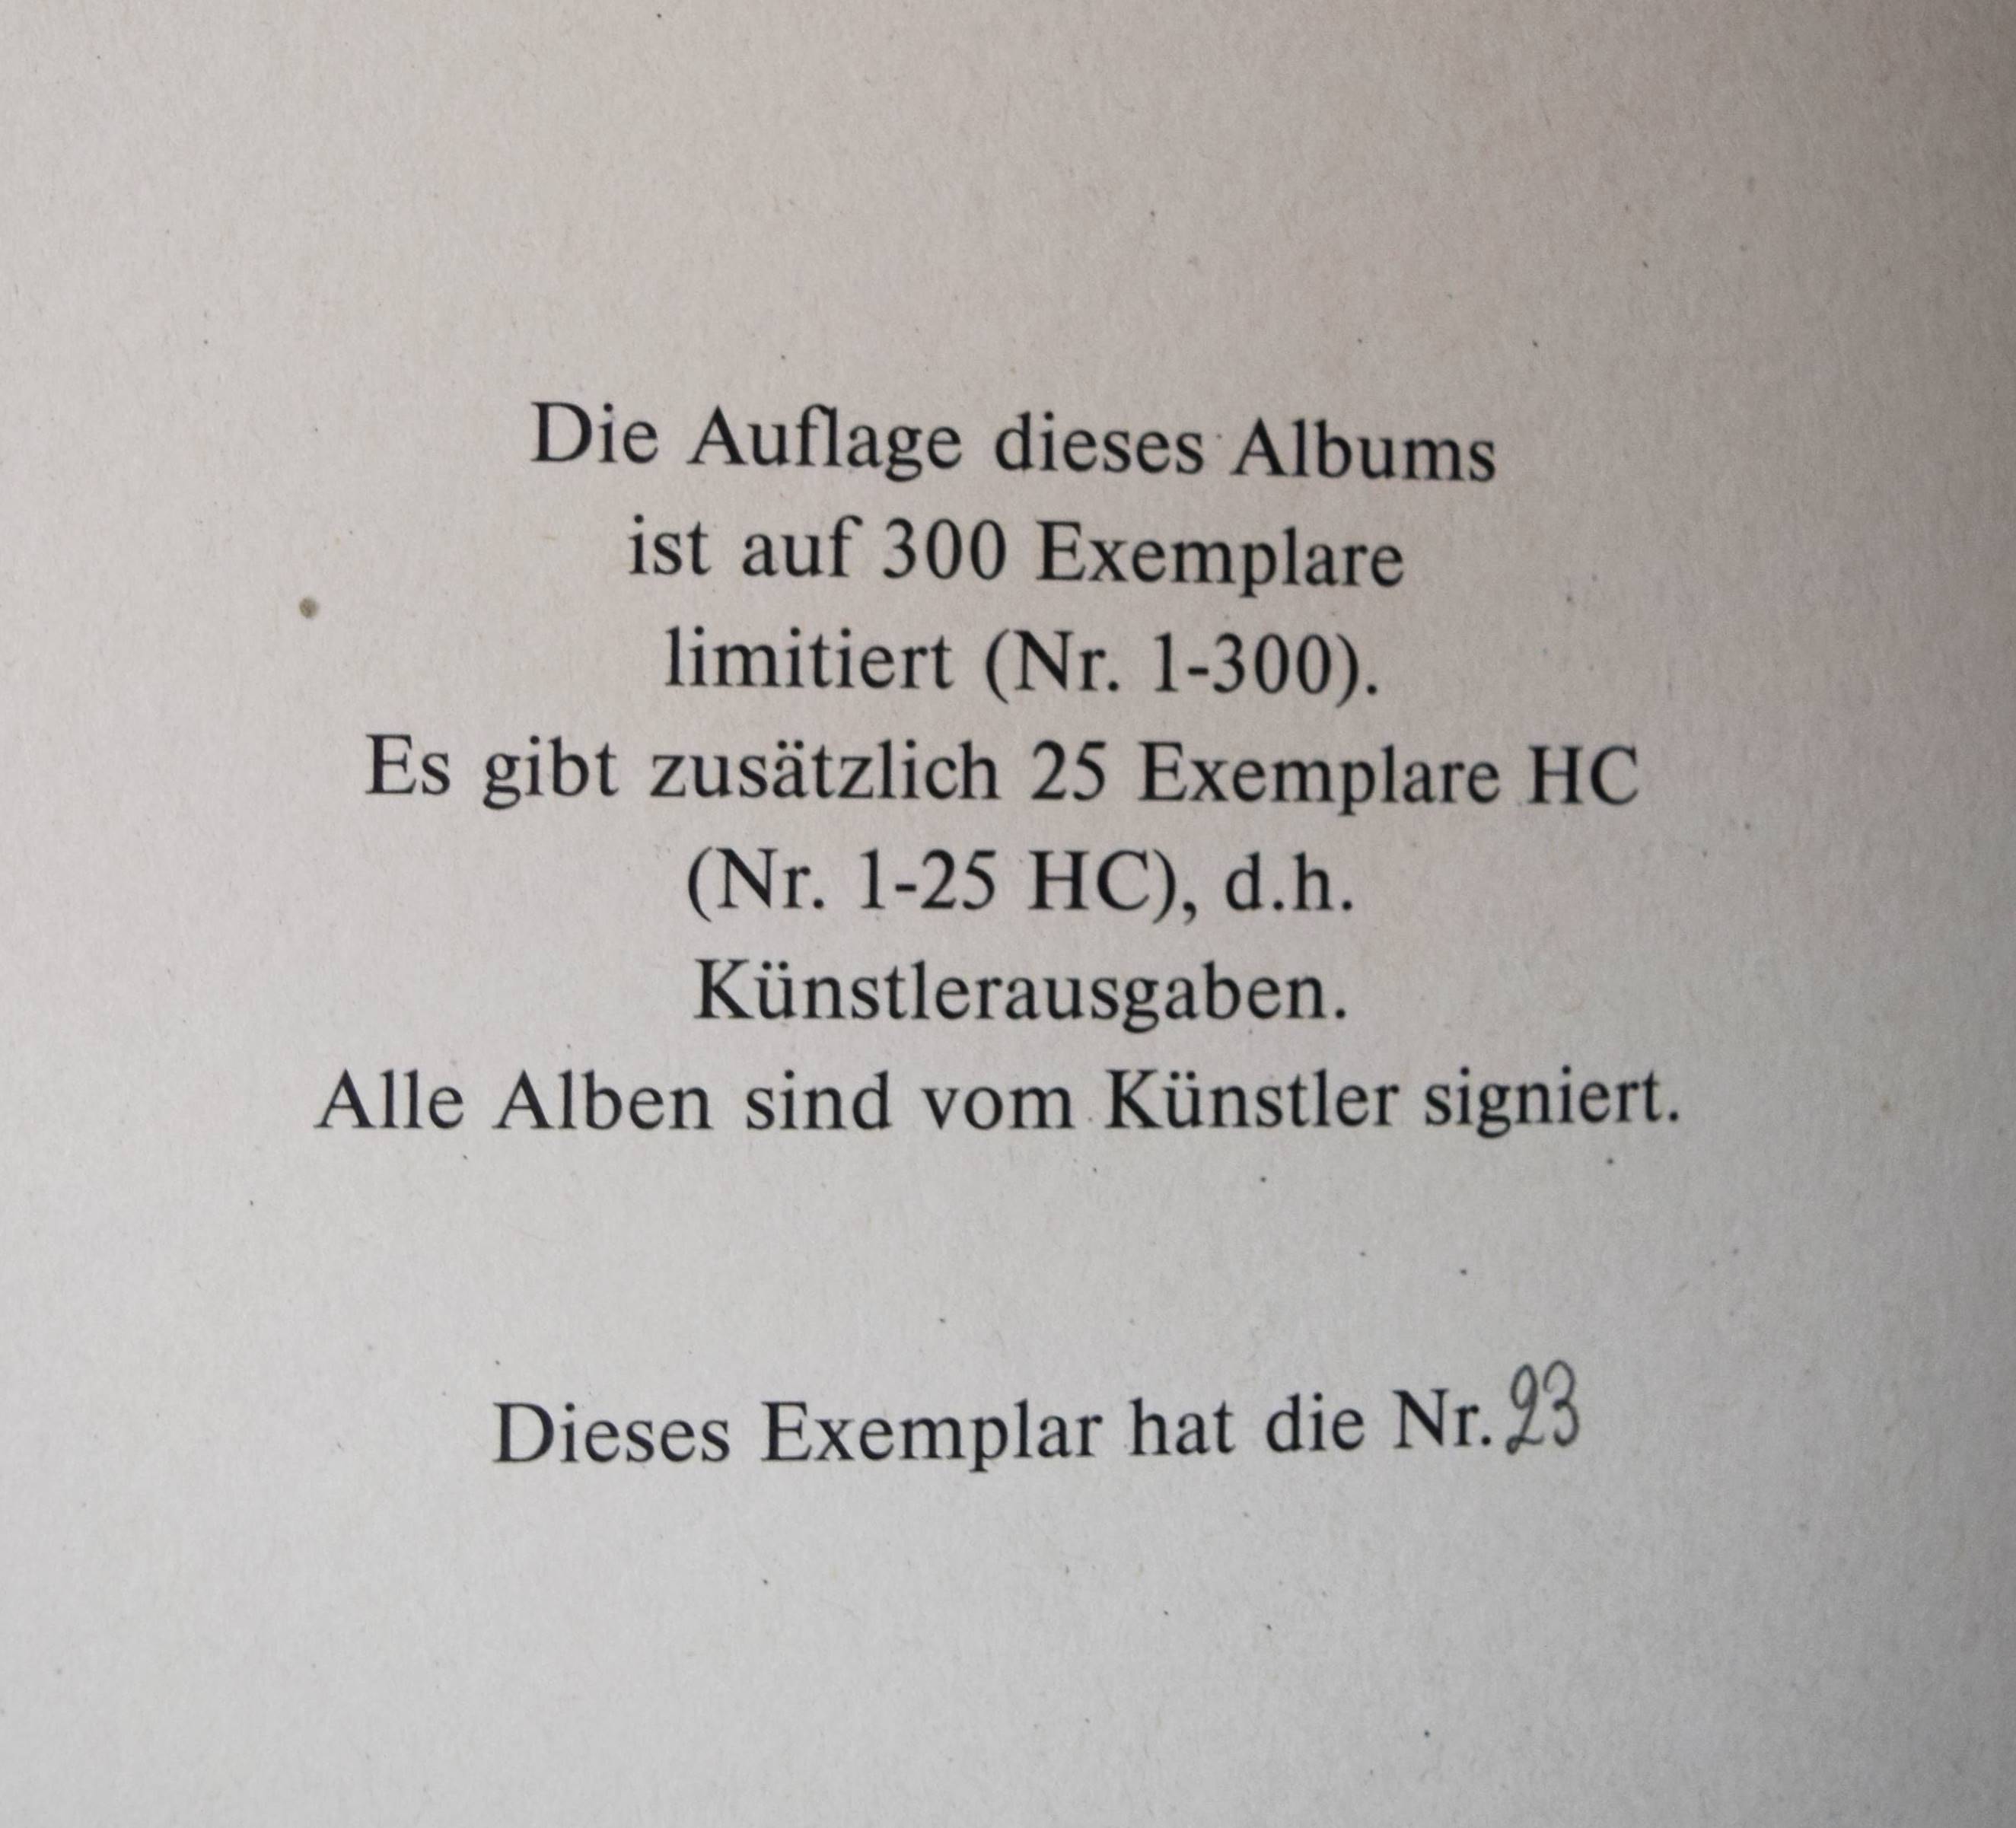 Die Auflage dieses Albums
ist auf 300 Exemplare
limitiert (Nr. 1-300).
Es gibt zusätzlich 25 Exemplare HC
(Nr. 1-25 HC), d.h.
Künstlerausgaben.
Alle Alben sind vom Künstler signiert.
Dieses Exemplar hat die Nr. 23